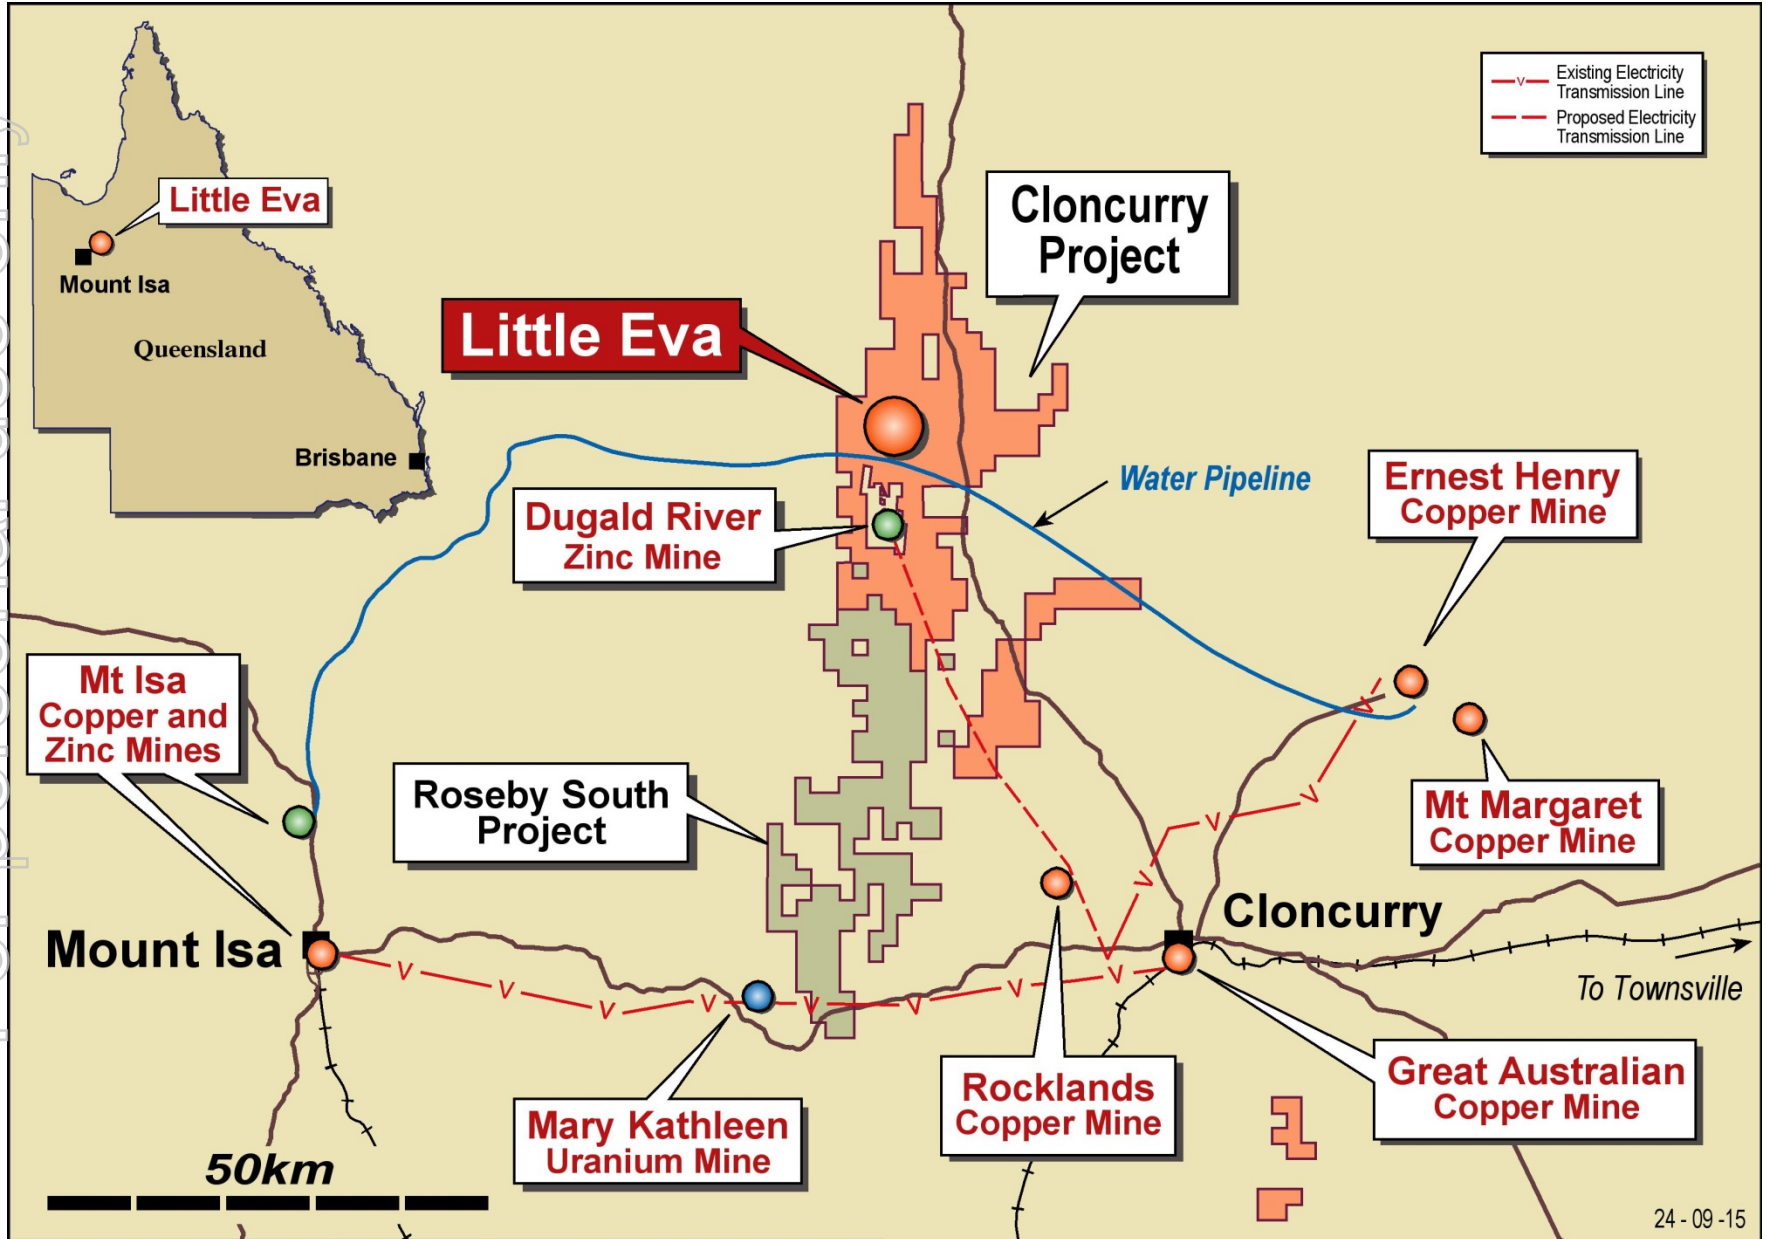 Existing Electricity
Transmission Line
Proposed Electricity
Transmission Line
Little Eva
Mount Isa
Queensland
Brisbane
Cloncurry
Project
Little Eva
Water Pipeline
Ernest Henry
Copper Mine
Dugald River
Zinc Mine
Mt Isa
Copper and
Zinc Mines
Roseby South
Project
Mt Margaret
Copper Mine
Mount Isa
Cloncurry
To Townsville
Mary Kathleen
Uranium Mine
Rocklands
Copper Mine
Great Australian
Copper Mine
50km
24 - 09 -15